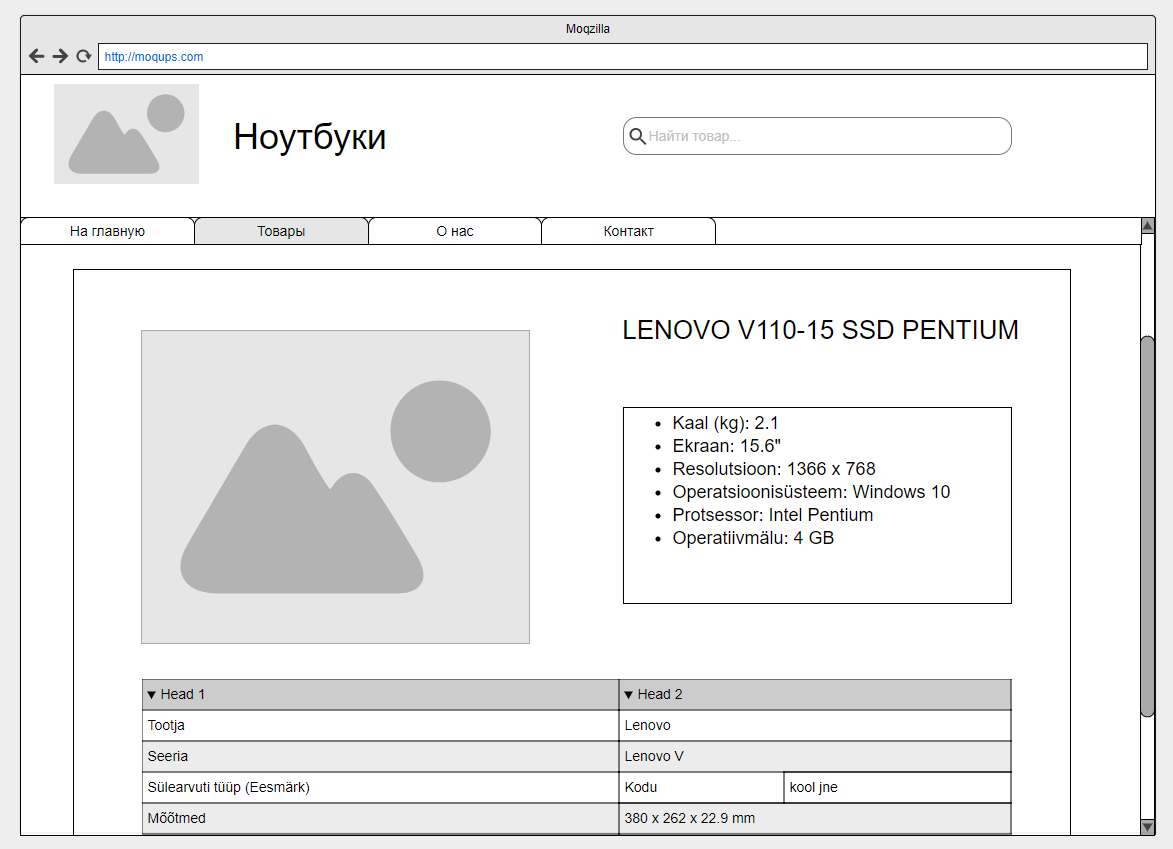 Moqzilla
http://moqups.com
Ноутбуки
Найти товар...
На главную
Товары
О нас
Контакт
LENOVO V110-15 SSD PENTIUM
Kaal (kg): 2.1
Ekraan: 15.6"
Resolutsioon: 1366 x 768
Operatsioonisüsteem: Windows 10
Protsessor: Intel Pentium
Operatiivmälu: 4 GB
Head 1
Head 2
Tootja
Lenovo
Seeria
Lenovo V
Sülearvuti tüüp (Eesmärk)
Kodu
kool jne
Mõõtmed
380 x 262 x 22.9 mm